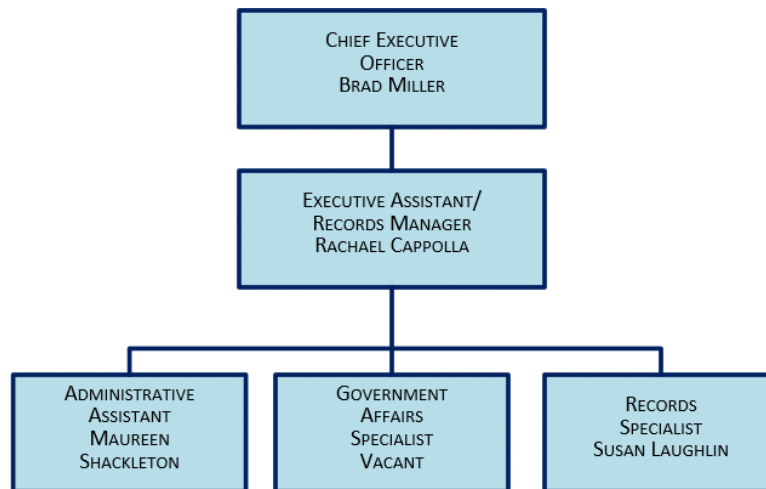 Chief Executive
Officer
Brad Miller
Executive Assistant/
Records Manager
Rachael Cappolla
Administrative
Assistant
Maureen
Shackleton
Government
Affairs
Specialist
Vacant
Records
Specialist
Susan Laughlin